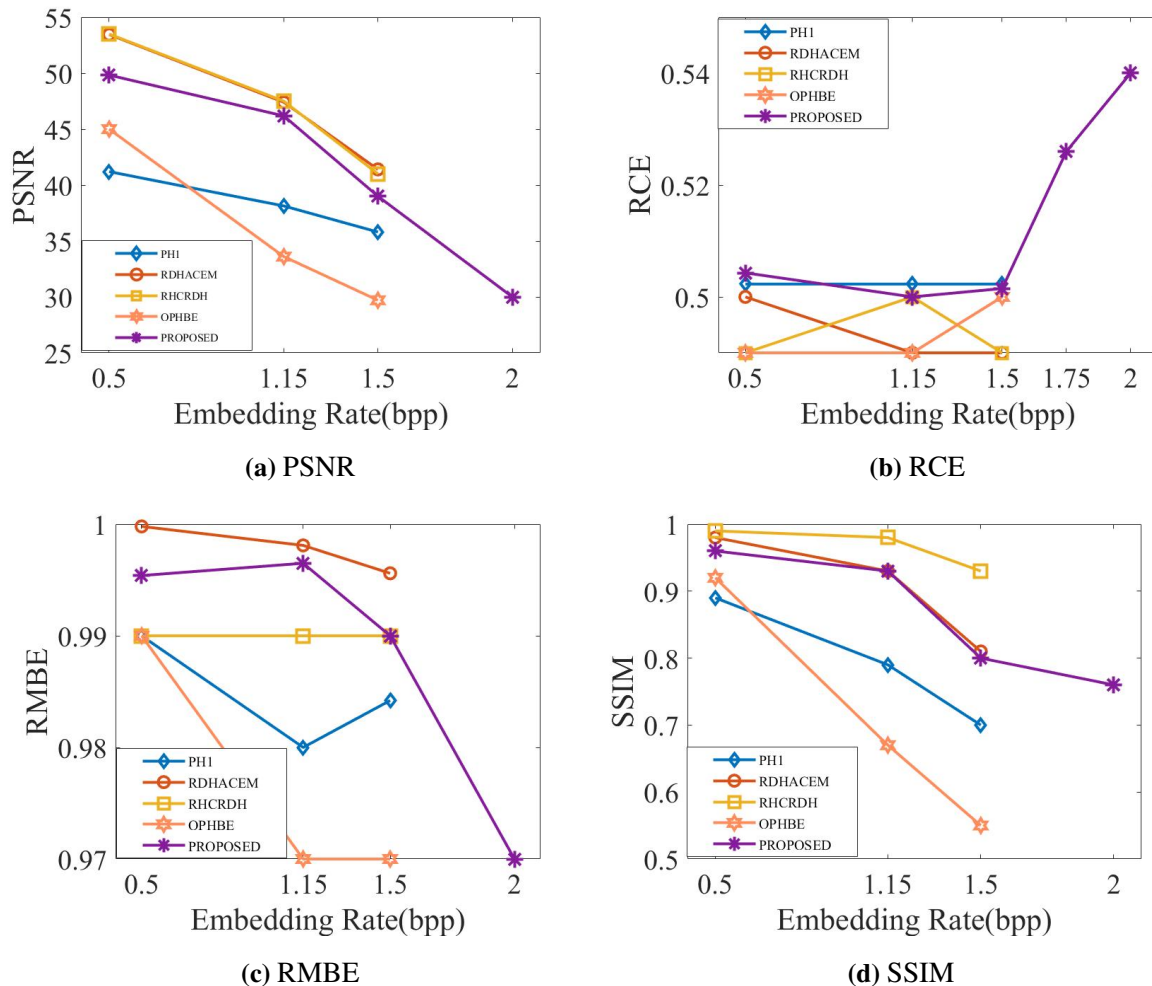 55
50
45
40
35
30
25
PSNR
PH1
RDHACEM
RHCRDH
OPHBE
PROPOSED
0.5 1.15 1.5 2
Embedding Rate(bpp)
(a) PSNR
0.54
0.52
0.5
RCE
PH1
RDHACEM
RHCRDH
OPHBE
PROPOSED
0.5 1.15 1.5 1.75 2
Embedding Rate(bpp)
(b) RCE
1
0.99
0.98
0.97
RMBE
PH1
RDHACEM
RHCRDH
OPHBE
PROPOSED
0.5 1.15 1.5 2
Embedding Rate(bpp)
(c) RMBE
1
0.9
0.8
0.7
0.6
0.5
SSIM
PH1
RDHACEM
RHCRDH
OPHBE
PROPOSED
0.5 1.15 1.5 2
Embedding Rate(bpp)
(d) SSIM